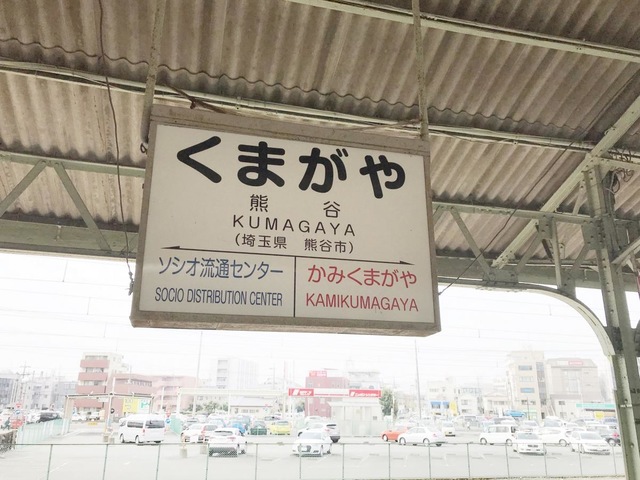 くまがや
熊谷
KUMAGAYA
(埼玉県 熊谷市)
ソシオ流通センター
SOCIO DISTRIBUTION CENTER
かみくまがや
KAMIKUMAGAYA